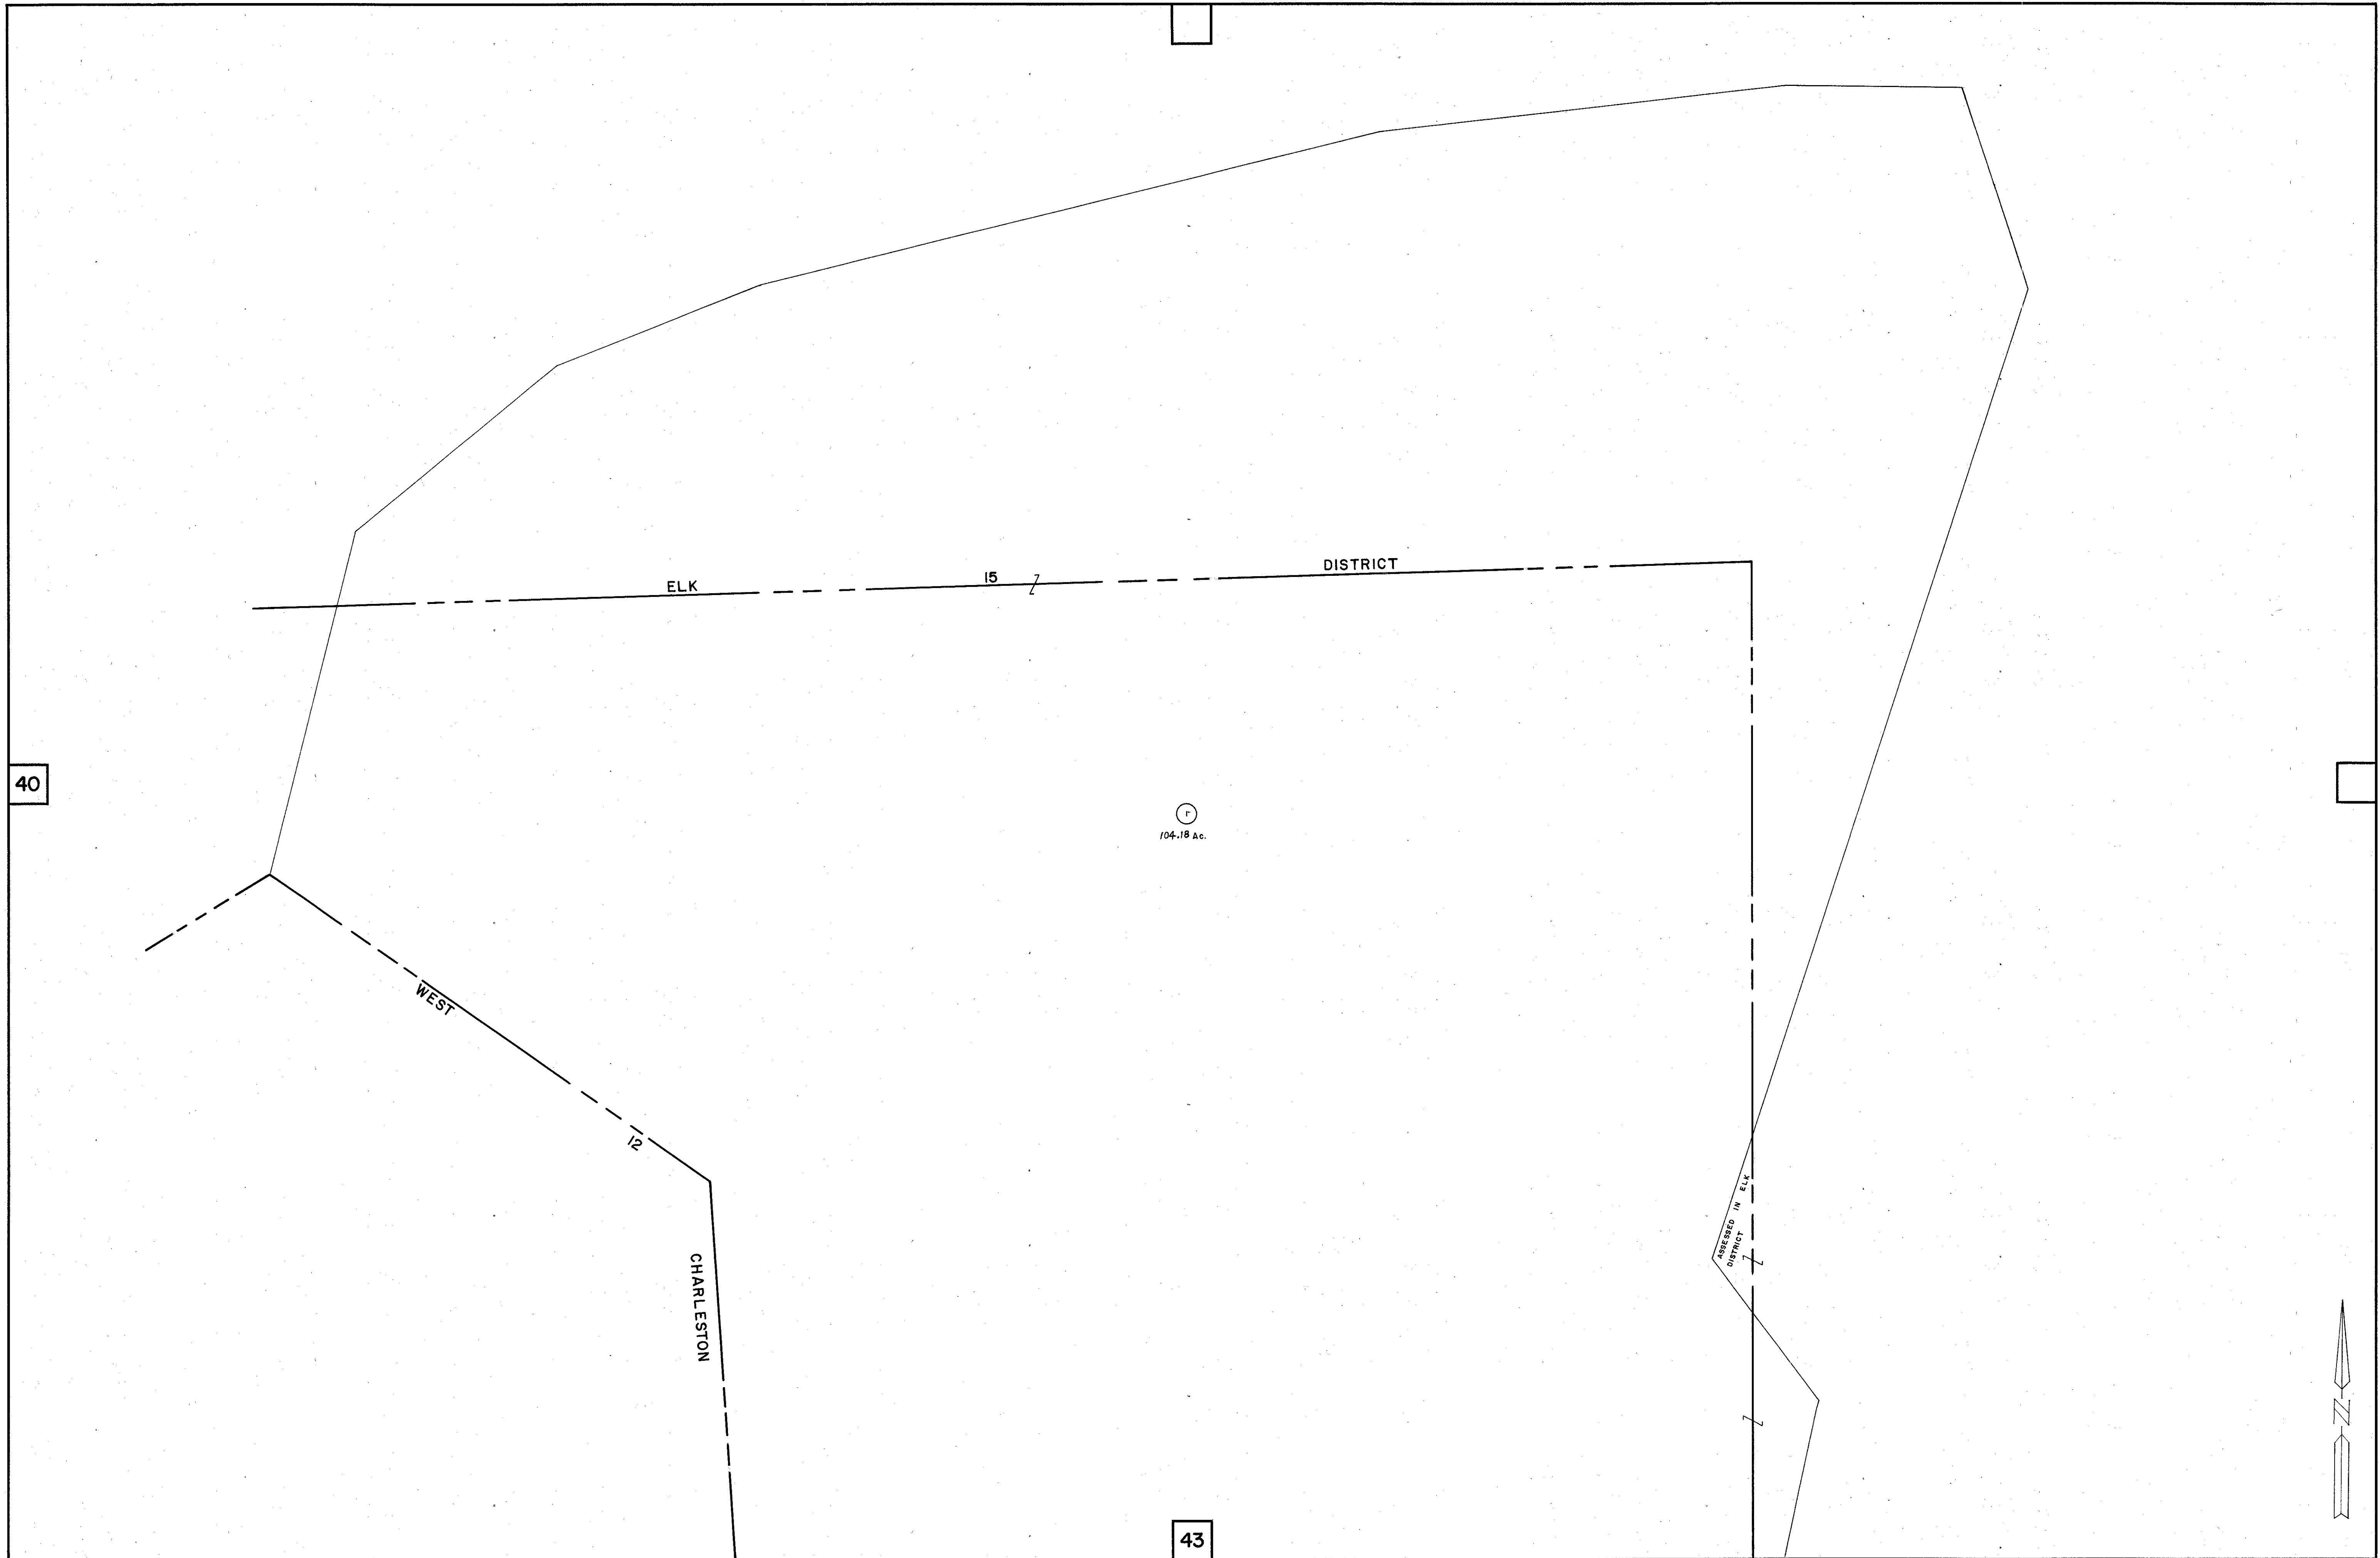 ELK 15 DISTRICT
40
104.18 Ac.
WEST
12
CHARLESTON
ASSESSED IN ELK
DISTRICT
N
43